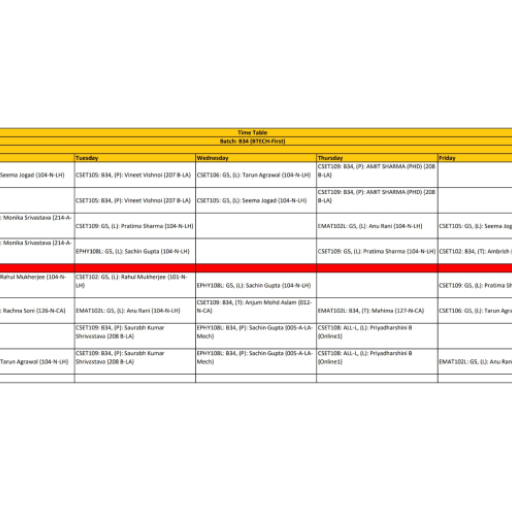 Time Table
Batch: B34 (BTECH-First)
Tuesday Wednesday Thursday Friday
Seema Jogad (104-N-LH) CSET105: B34, (P): Vineet Vishnoi (207 B-LA) CSET106: G5, (L): Tarun Agrawal (104-N-LH) CSET109: B34, (P): AMIT SHARMA (PHD) (208
B-LA)
CSET105: B34, (P): Vineet Vishnoi (207 B-LA) CSET105: G5, (L): Seema Jogad (104-N-LH) CSET109: B34, (P): AMIT SHARMA (PHD) (208
B-LA)
: Monika Srivastava (214-A-
CSET109: G5, (L): Pratima Sharma (104-N-LH) EMAT102L: G5, (L): Anu Rani (104-N-LH) CSET105: G5, (L): Seema Jog
: Monika Srivastava (214-A-
EPHY108L: G5, (L): Sachin Gupta (104-N-LH) CSET109: G5, (L): Pratima Sharma (104-N-LH) CSET102: B34, (T): Ambrish
Rahul Mukherjee (104-N- CSET102: G5, (L): Rahul Mukherjee (101-N-
LH) EPHY108L: G5, (L): Sachin Gupta (104-N-LH) CSET109: G5, (L): Pratima Sh
: Rachna Soni (126-N-CA) EMAT102L: G5, (L): Anu Rani (104-N-LH) CSET109: B34, (T): Anjum Mohd Aslam (012-
N-CA) EMAT102L: B34, (T): Mahima (127-N-CA) CSET106: G5, (L): Tarun Agra
CSET109: B34, (P): Saurabh Kumar
Shrivastava (208 B-LA) EPHY108L: B34, (P): Sachin Gupta (005-A-LA-
Mech) CSET108: ALL-L, (L): Priyadharshini B
(Online1)
Tarun Agrawal (104-N-LH) CSET109: B34, (P): Saurabh Kumar
Shrivastava (208 B-LA) EPHY108L: B34, (P): Sachin Gupta (005-A-LA-
Mech) CSET108: ALL-L, (L): Priyadharshini B
(Online1) EMAT102L: G5, (L): Anu Ran